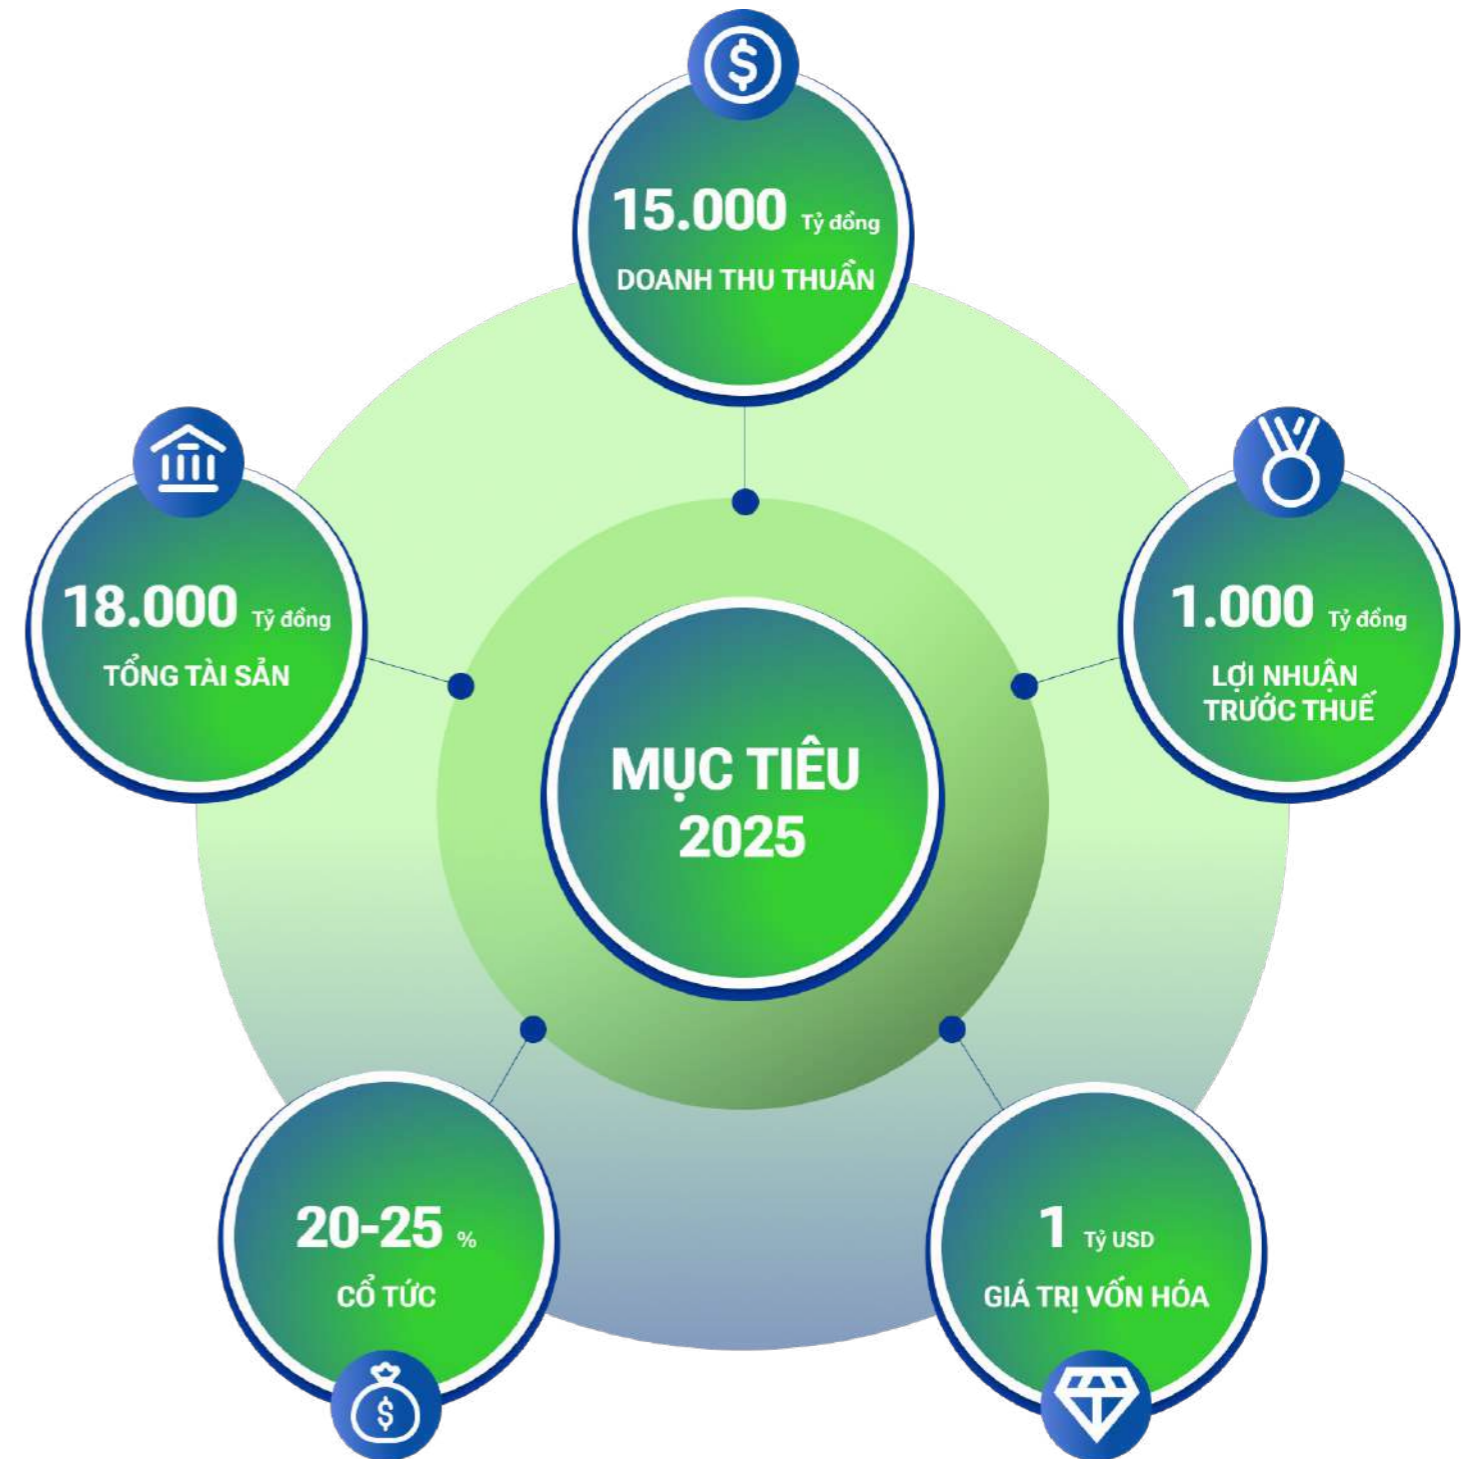 15.000 Tỷ đồng
DOANH THU THUẦN
18.000 Tỷ đồng
TỔNG TÀI SẢN
1.000 Tỷ đồng
LỢI NHUẬN
TRƯỚC THUẾ
MỤC TIÊU
2025
20-25 %
CỔ TỨC
1 Tỷ USD
GIÁ TRỊ VỐN HÓA